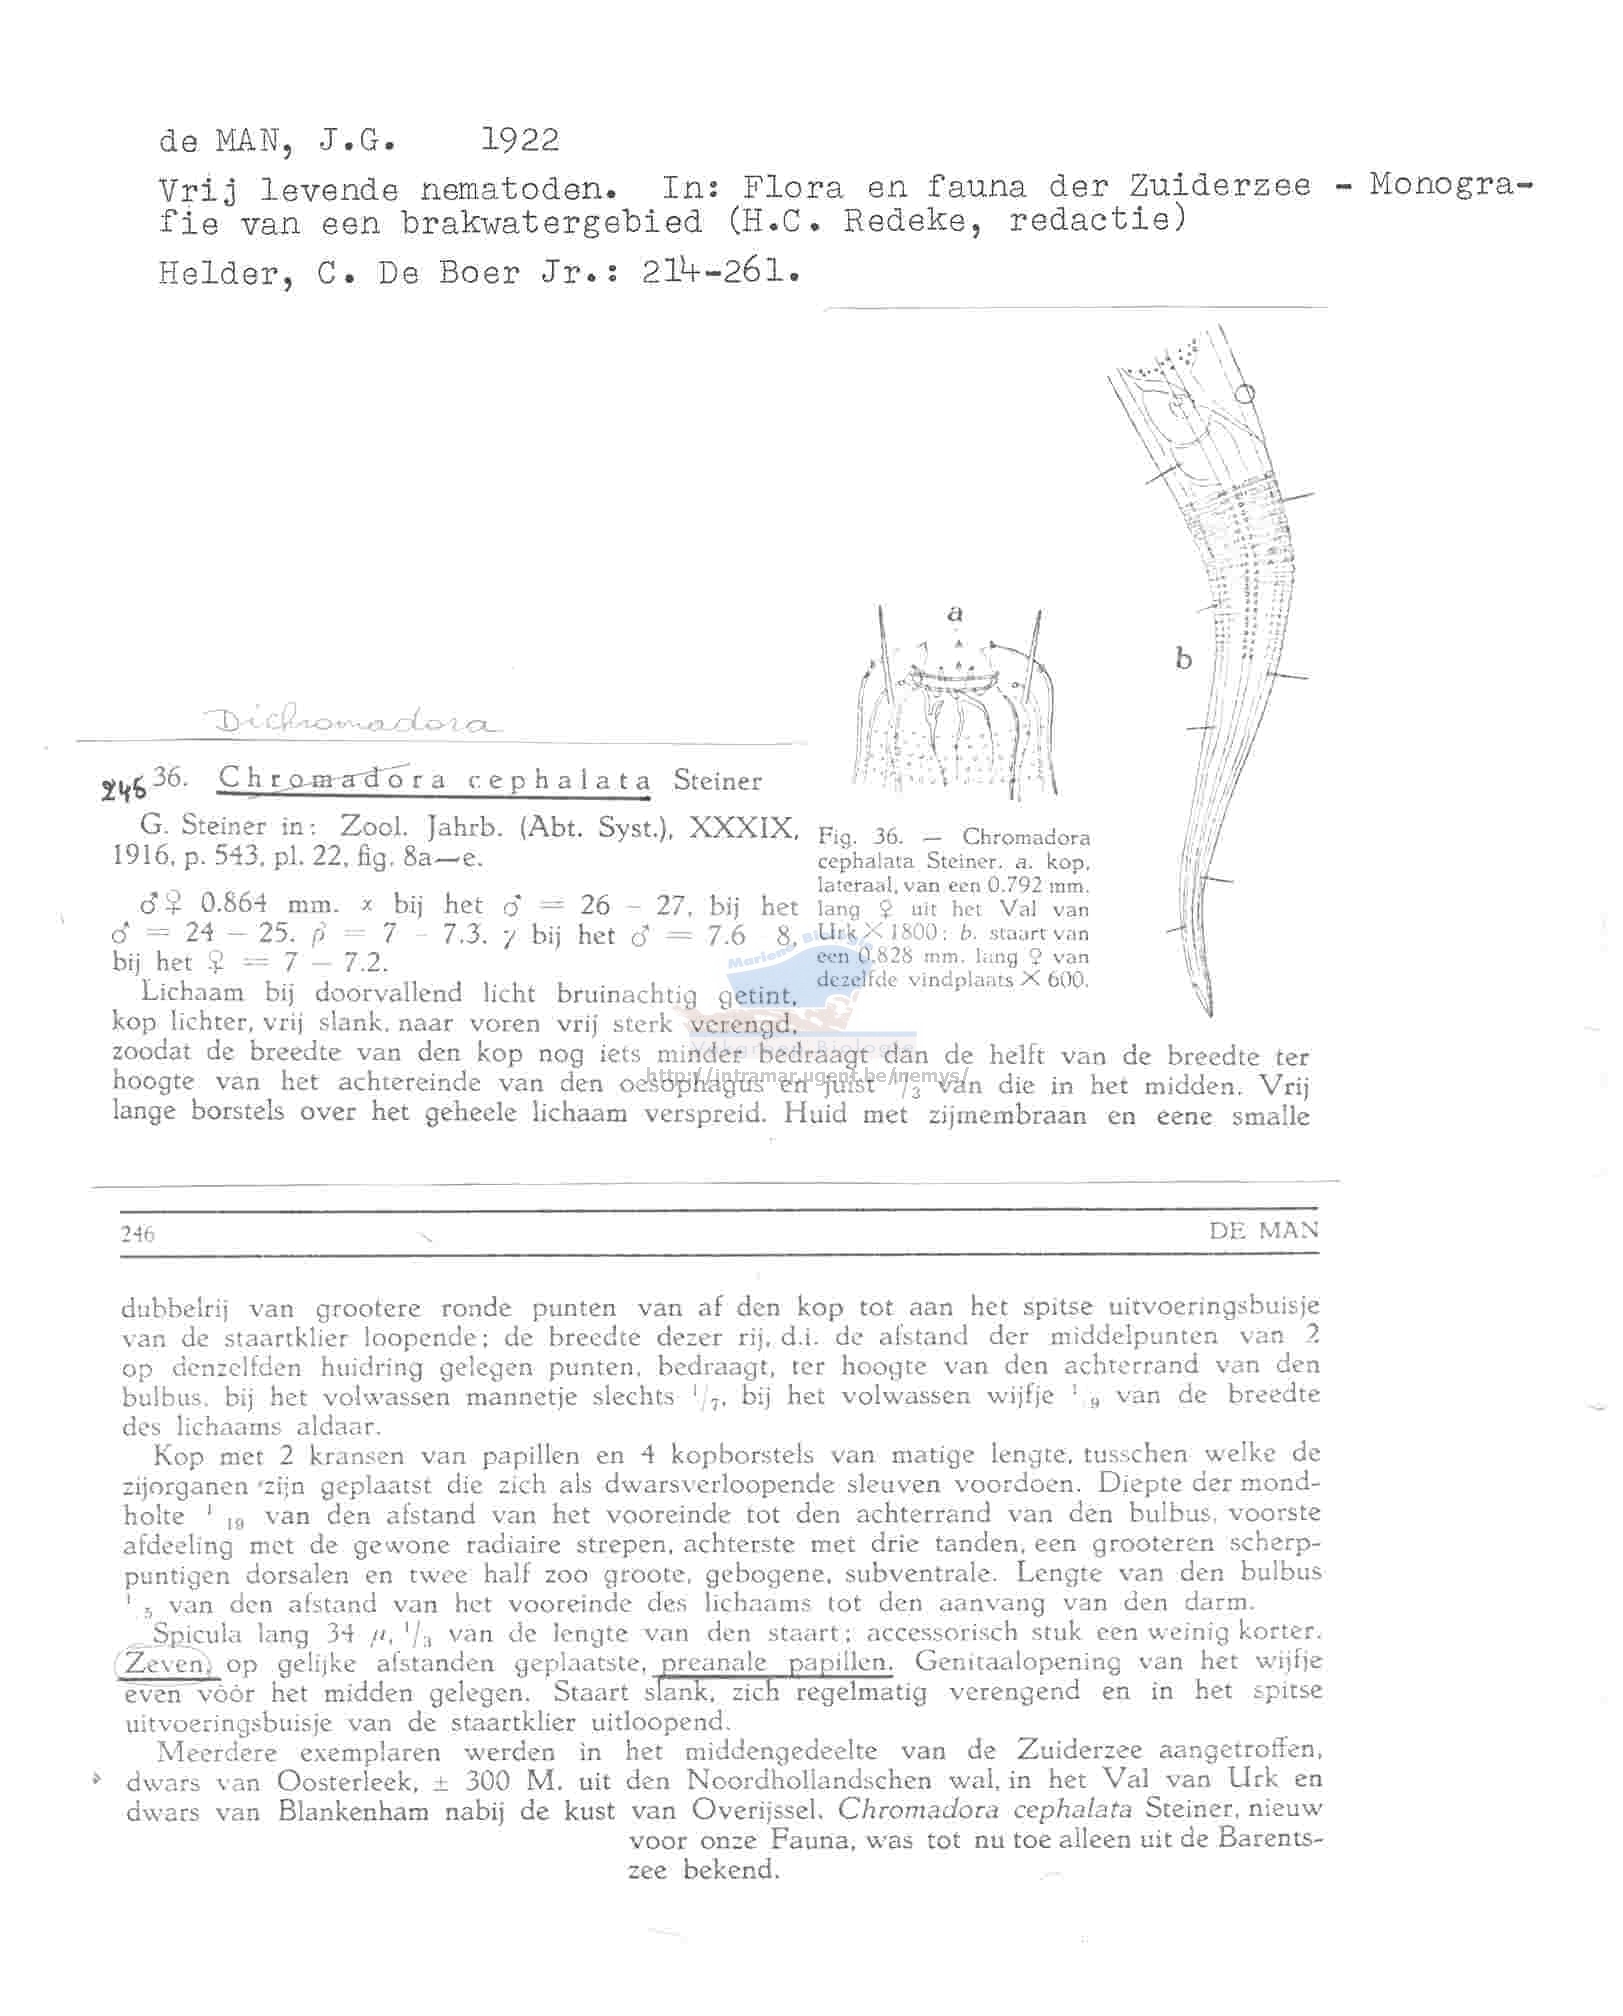 de MAN, J.G. 1922
Vrij levende nematoden. In: Flora en fauna der Zuiderzee - Monogra-
fie van een brakwatergebied (H.C. Redeke, redactie)
Helder, C. De Boer Jr.: 214-261.
a
b
Dichromadora
245 36. Chromadora cephalata Steiner
G. Steiner in: Zool. Jahrb. (Abt. Syst.), XXXIX,
1916, p. 543, pl. 22, fig. 8a—e.
♂♀ 0.864 mm. α bij het ♂ = 26 – 27, bij het
♂ = 24 – 25. β = 7 – 7.3. γ bij het ♂ = 7.6 8,
bij het ♀ = 7 – 7.2.
Lichaam bij doorvallend licht bruinachtig getint,
kop lichter, vrij slank, naar voren vrij sterk verengd,
Fig. 36. — Chromadora
cephalata Steiner. a. kop,
lateraal, van een 0.792 mm.
lang ♀ uit het Val van
Urk × 1800; b. staart van
een 0.828 mm. lang ♀ van
dezelfde vindplaats × 600.
zoodat de breedte van den kop nog iets minder bedraagt dan de helft van de breedte ter
hoogte van het achtereinde van den oesophagus en juist 1/3 van die in het midden. Vrij
lange borstels over het geheele lichaam verspreid. Huid met zijmembraan en eene smalle
Mariene Biologie
Vakgroep Biologie
http://intramar.ugent.be/nemys/
246 DE MAN
dubbelrij van grootere ronde punten van af den kop tot aan het spitse uitvoeringsbuisje
van de staartklier loopende; de breedte dezer rij, d.i. de afstand der middelpunten van 2
op denzelfden huidring gelegen punten, bedraagt, ter hoogte van den achterrand van den
bulbus, bij het volwassen mannetje slechts 1/7, bij het volwassen wijfje 1/9 van de breedte
des lichaams aldaar.
Kop met 2 kransen van papillen en 4 kopborstels van matige lengte, tusschen welke de
zijorganen zijn geplaatst die zich als dwarsverloopende sleuven voordoen. Diepte der mond-
holte 1/19 van den afstand van het vooreinde tot den achterrand van den bulbus, voorste
afdeeling met de gewone radiaire strepen, achterste met drie tanden, een grooteren scherp-
puntigen dorsalen en twee half zoo groote, gebogene, subventrale. Lengte van den bulbus
1/5 van den afstand van het vooreinde des lichaams tot den aanvang van den darm.
Spicula lang 34 μ, 1/3 van de lengte van den staart; accessorisch stuk een weinig korter.
Zeven, op gelijke afstanden geplaatste, preanale papillen. Genitaalopening van het wijfje
even vóór het midden gelegen. Staart slank, zich regelmatig verengend en in het spitse
uitvoeringsbuisje van de staartklier uitloopend.
Meerdere exemplaren werden in het middengedeelte van de Zuiderzee aangetroffen,
dwars van Oosterleek, ± 300 M. uit den Noordhollandschen wal, in het Val van Urk en
dwars van Blankenham nabij de kust van Overijssel. Chromadora cephalata Steiner, nieuw
voor onze Fauna, was tot nu toe alleen uit de Barents-
zee bekend.